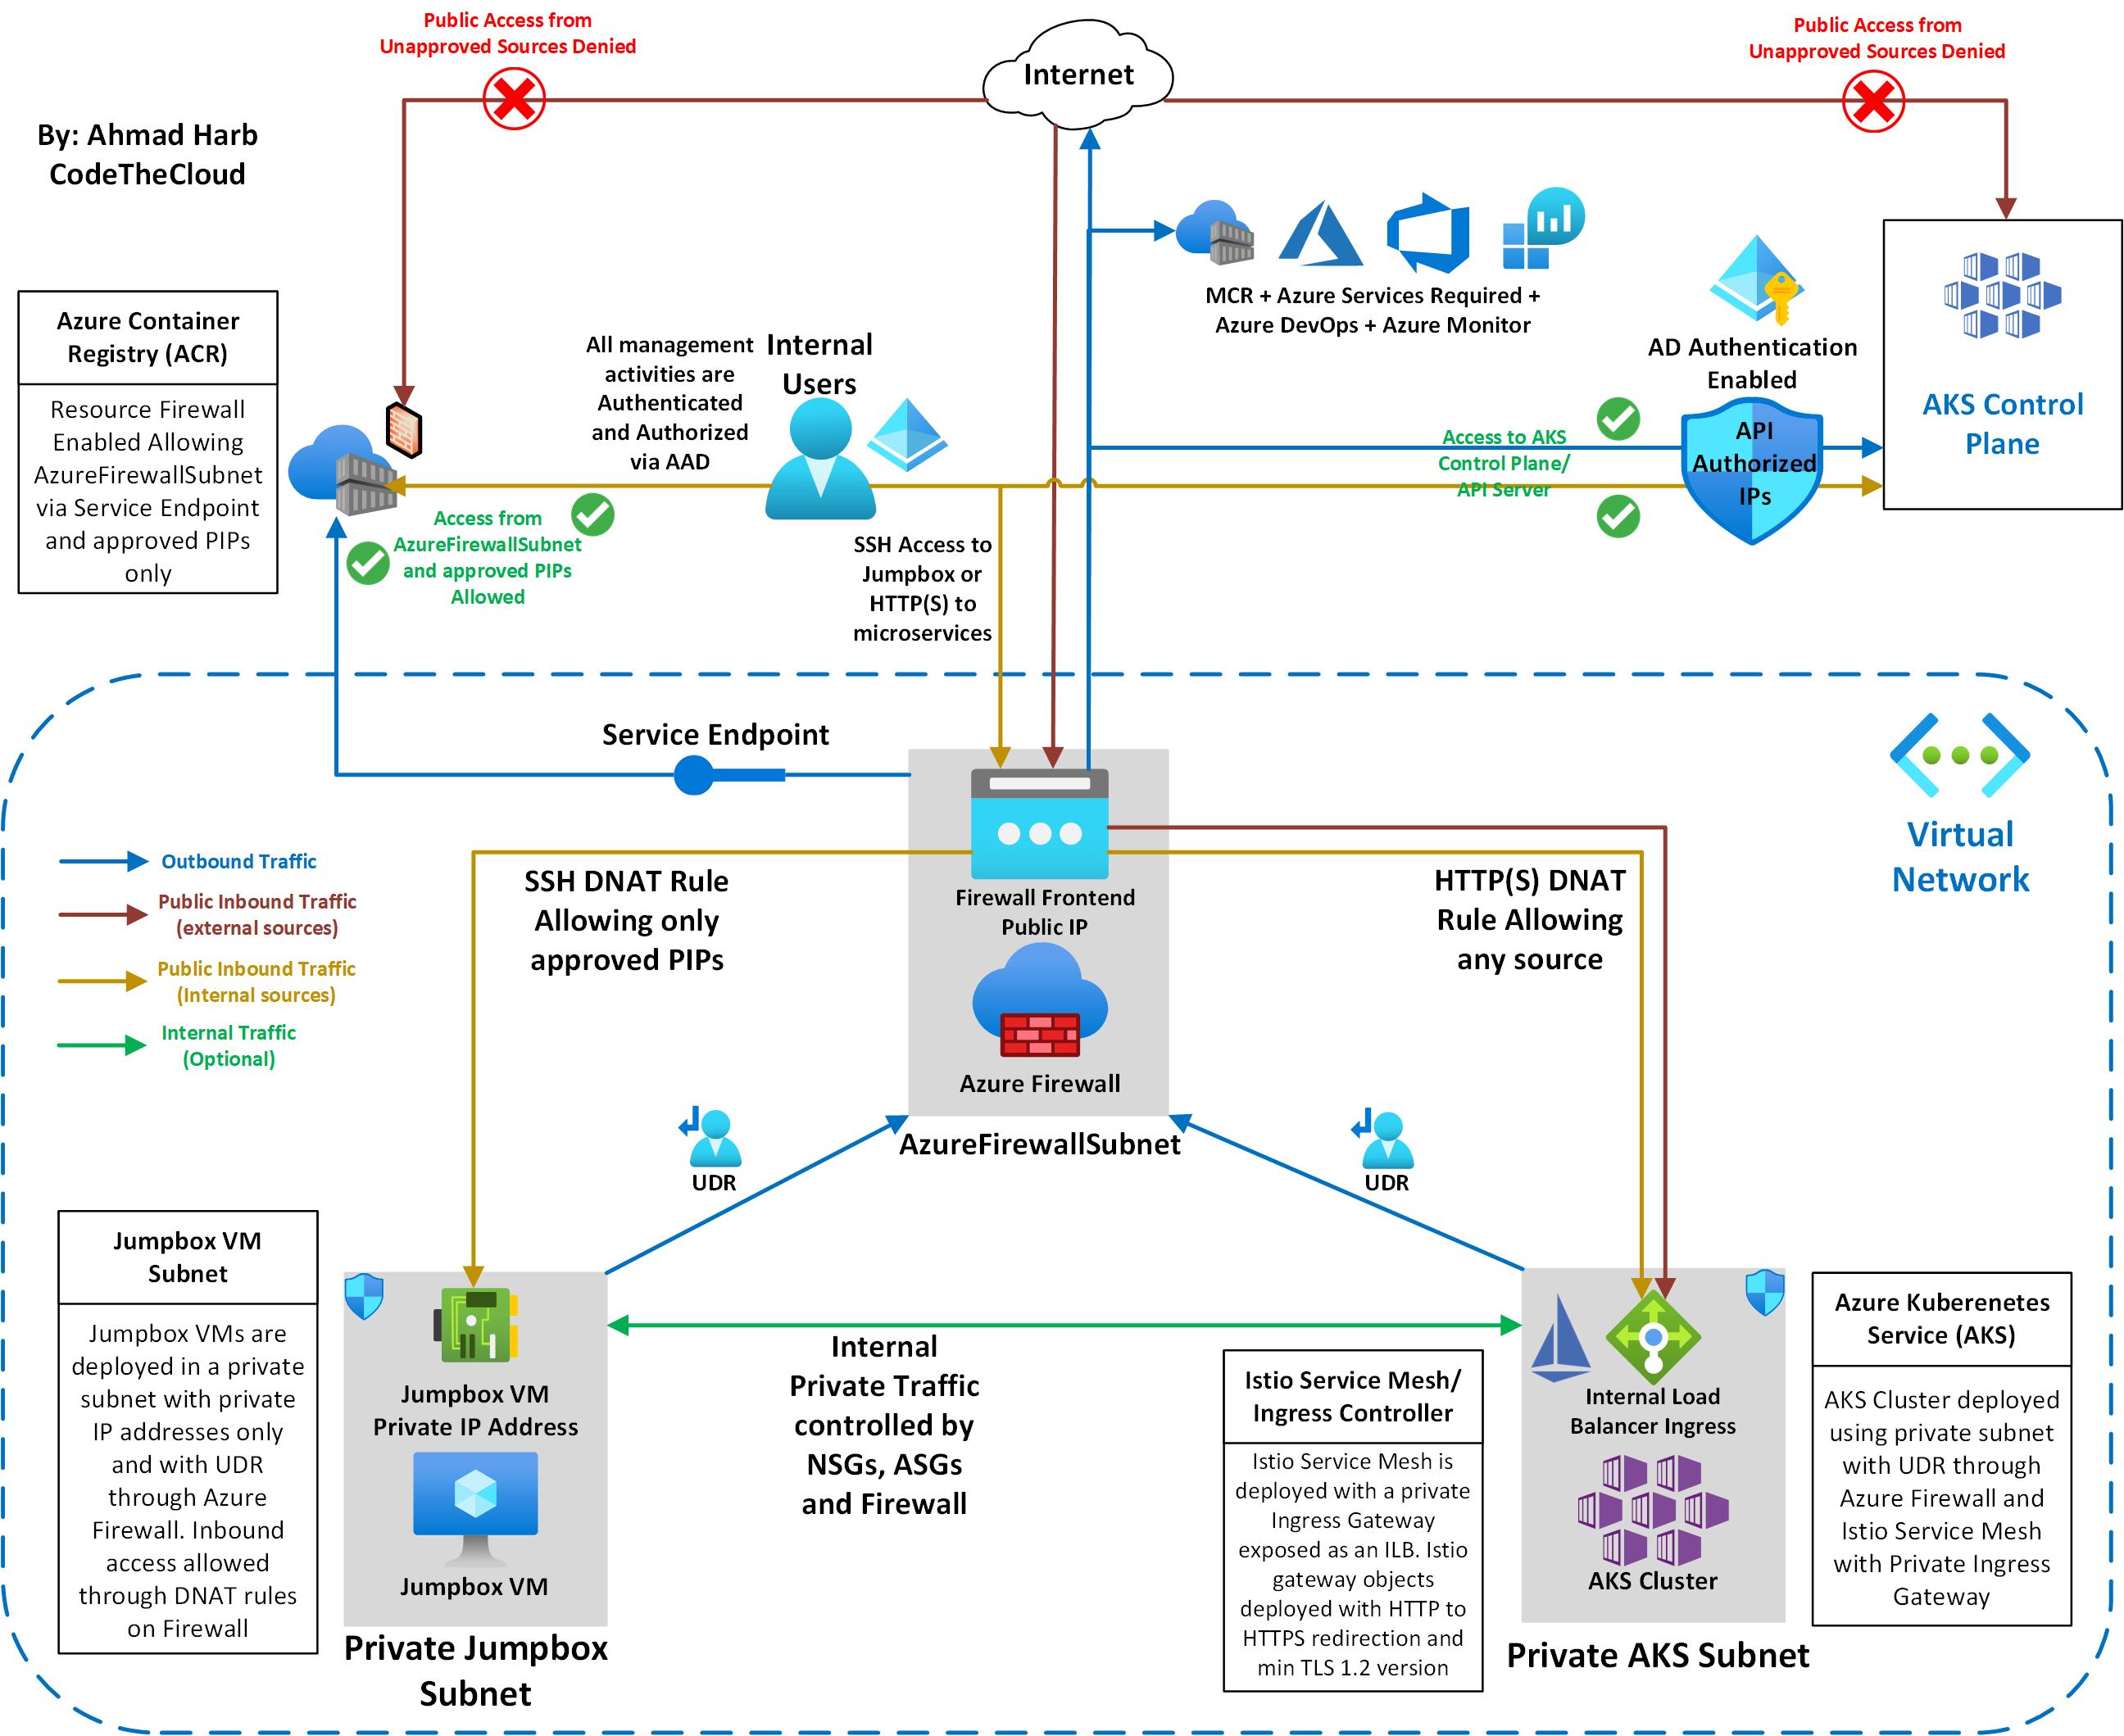 Public Access from
Unapproved Sources Denied
Internet
Public Access from
Unapproved Sources Denied
By: Ahmad Harb
CodeTheCloud
MCR + Azure Services Required +
Azure DevOps + Azure Monitor
Azure Container
Registry (ACR)
Resource Firewall
Enabled Allowing
AzureFirewallSubnet
via Service Endpoint
and approved PIPs
only
All management
activities are
Authenticated
and Authorized
via AAD
Internal
Users
AD Authentication
Enabled
API
Authorized
IPs
AKS Control
Plane
Access to AKS
Control Plane/
API Server
Access from
AzureFirewallSubnet
and approved PIPs
Allowed
SSH Access to
Jumpbox or
HTTP(S) to
microservices
Service Endpoint
Virtual
Network
Outbound Traffic
Public Inbound Traffic
(external sources)
Public Inbound Traffic
(Internal sources)
Internal Traffic
(Optional)
SSH DNAT Rule
Allowing only
approved PIPs
Firewall Frontend
Public IP
Azure Firewall
AzureFirewallSubnet
HTTP(S) DNAT
Rule Allowing
any source
UDR
UDR
Jumpbox VM
Subnet
Jumpbox VMs are
deployed in a private
subnet with private
IP addresses only
and with UDR
through Azure
Firewall. Inbound
access allowed
through DNAT rules
on Firewall
Jumpbox VM
Private IP Address
Jumpbox VM
Private Jumpbox
Subnet
Internal
Private Traffic
controlled by
NSGs, ASGs
and Firewall
Istio Service Mesh/
Ingress Controller
Istio Service Mesh is
deployed with a private
Ingress Gateway
exposed as an ILB. Istio
gateway objects
deployed with HTTP to
HTTPS redirection and
min TLS 1.2 version
Internal Load
Balancer Ingress
AKS Cluster
Private AKS Subnet
Azure Kuberenetes
Service (AKS)
AKS Cluster deployed
using private subnet
with UDR through
Azure Firewall and
Istio Service Mesh
with Private Ingress
Gateway